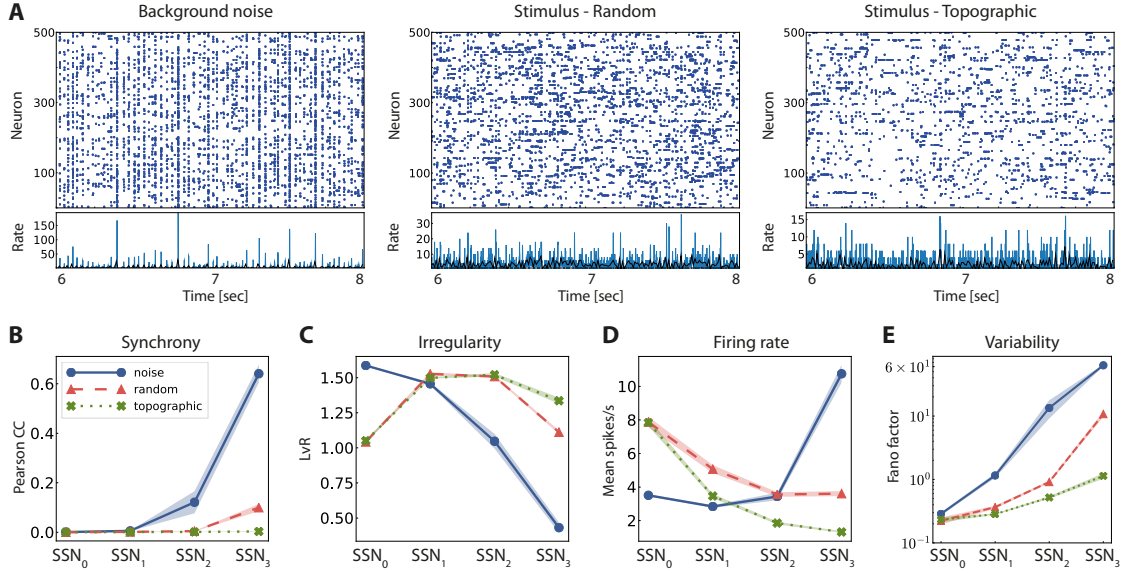 A
Background noise
Stimulus - Random
Stimulus - Topographic
Neuron
500
300
100
Neuron
500
300
100
Neuron
500
300
100
Rate
150
100
50
Rate
30
20
10
Rate
15
10
5
6
7
8
6
7
8
6
7
8
Time [sec]
Time [sec]
Time [sec]
B
Synchrony
noise
random
topographic
Pearson CC
0.6
0.4
0.2
0.0
SSN0 SSN1 SSN2 SSN3
C
Irregularity
LvR
1.50
1.25
1.00
0.75
0.50
SSN0 SSN1 SSN2 SSN3
D
Firing rate
Mean spikes/s
10
8
6
4
2
SSN0 SSN1 SSN2 SSN3
E
Variability
Fano factor
6 × 10^1
10^1
10^0
10^−1
SSN0 SSN1 SSN2 SSN3